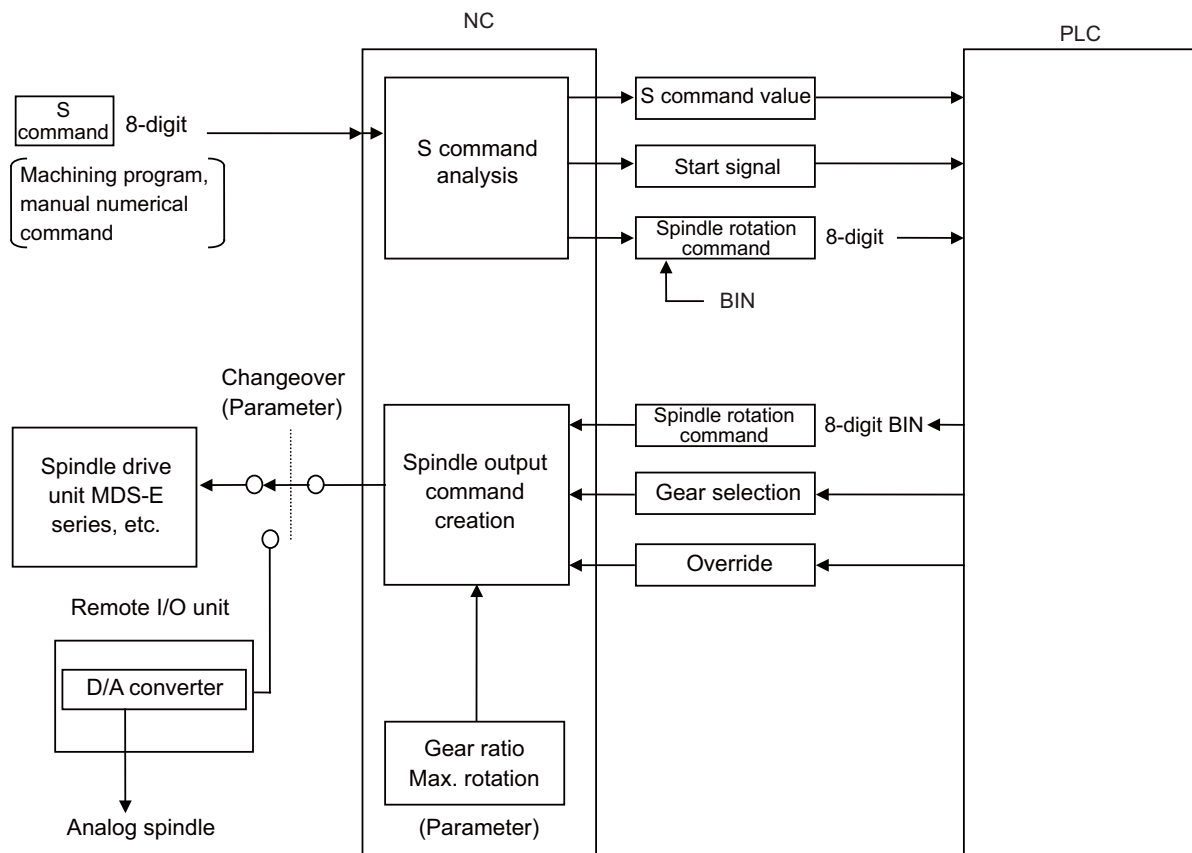 NC
PLC
S
command
8-digit
Machining program,
manual numerical
command
S command
analysis
S command value
Start signal
Spindle rotation
command
8-digit
BIN
Changeover
(Parameter)
Spindle drive
unit MDS-E
series, etc.
Spindle output
command
creation
Spindle rotation
command
8-digit BIN
Gear selection
Override
Remote I/O unit
D/A converter
Analog spindle
Gear ratio
Max. rotation
(Parameter)